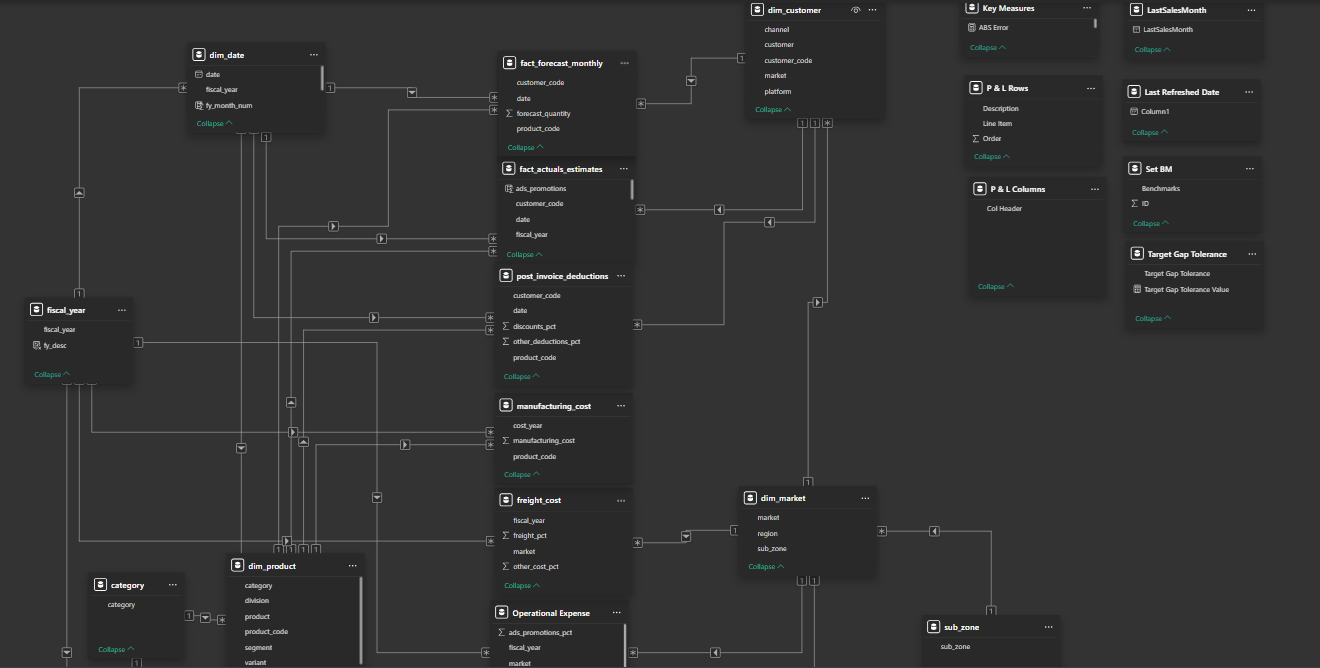 dim_date
date
fiscal_year
fy_month_num
Collapse
fiscal_year
fiscal_year
fy_desc
Collapse
category
category
Collapse
dim_product
category
division
product
product_code
segment
variant
fact_forecast_monthly
customer_code
date
forecast_quantity
product_code
Collapse
fact_actuals_estimates
ads_promotions
customer_code
date
fiscal_year
Collapse
post_invoice_deductions
customer_code
date
discounts_pct
other_deductions_pct
product_code
Collapse
manufacturing_cost
cost_year
manufacturing_cost
product_code
Collapse
freight_cost
fiscal_year
freight_pct
market
other_cost_pct
Collapse
Operational Expense
ads_promotions_pct
fiscal_year
market
dim_customer
channel
customer
customer_code
market
platform
Collapse
dim_market
market
region
sub_zone
Collapse
sub_zone
sub_zone
Key Measures
ABS Error
Collapse
P & L Rows
Description
Line Item
Order
Collapse
P & L Columns
Col Header
Collapse
LastSalesMonth
LastSalesMonth
Collapse
Last Refreshed Date
Column1
Collapse
Set BM
Benchmarks
ID
Collapse
Target Gap Tolerance
Target Gap Tolerance
Target Gap Tolerance Value
Collapse